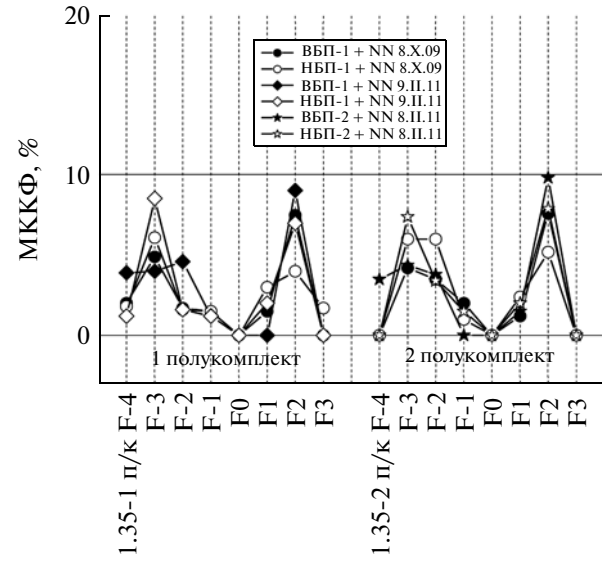 20
10
0
МККФ, %
ВБП-1 + NN 8.X.09
НБП-1 + NN 8.X.09
ВБП-1 + NN 9.II.11
НБП-1 + NN 9.II.11
ВБП-2 + NN 8.II.11
НБП-2 + NN 8.II.11
1 полукомплект
2 полукомплект
1.35-1 п/к F-4
F-3
F-2
F-1
F0
F1
F2
F3
1.35-2 п/к F-4
F-3
F-2
F-1
F0
F1
F2
F3